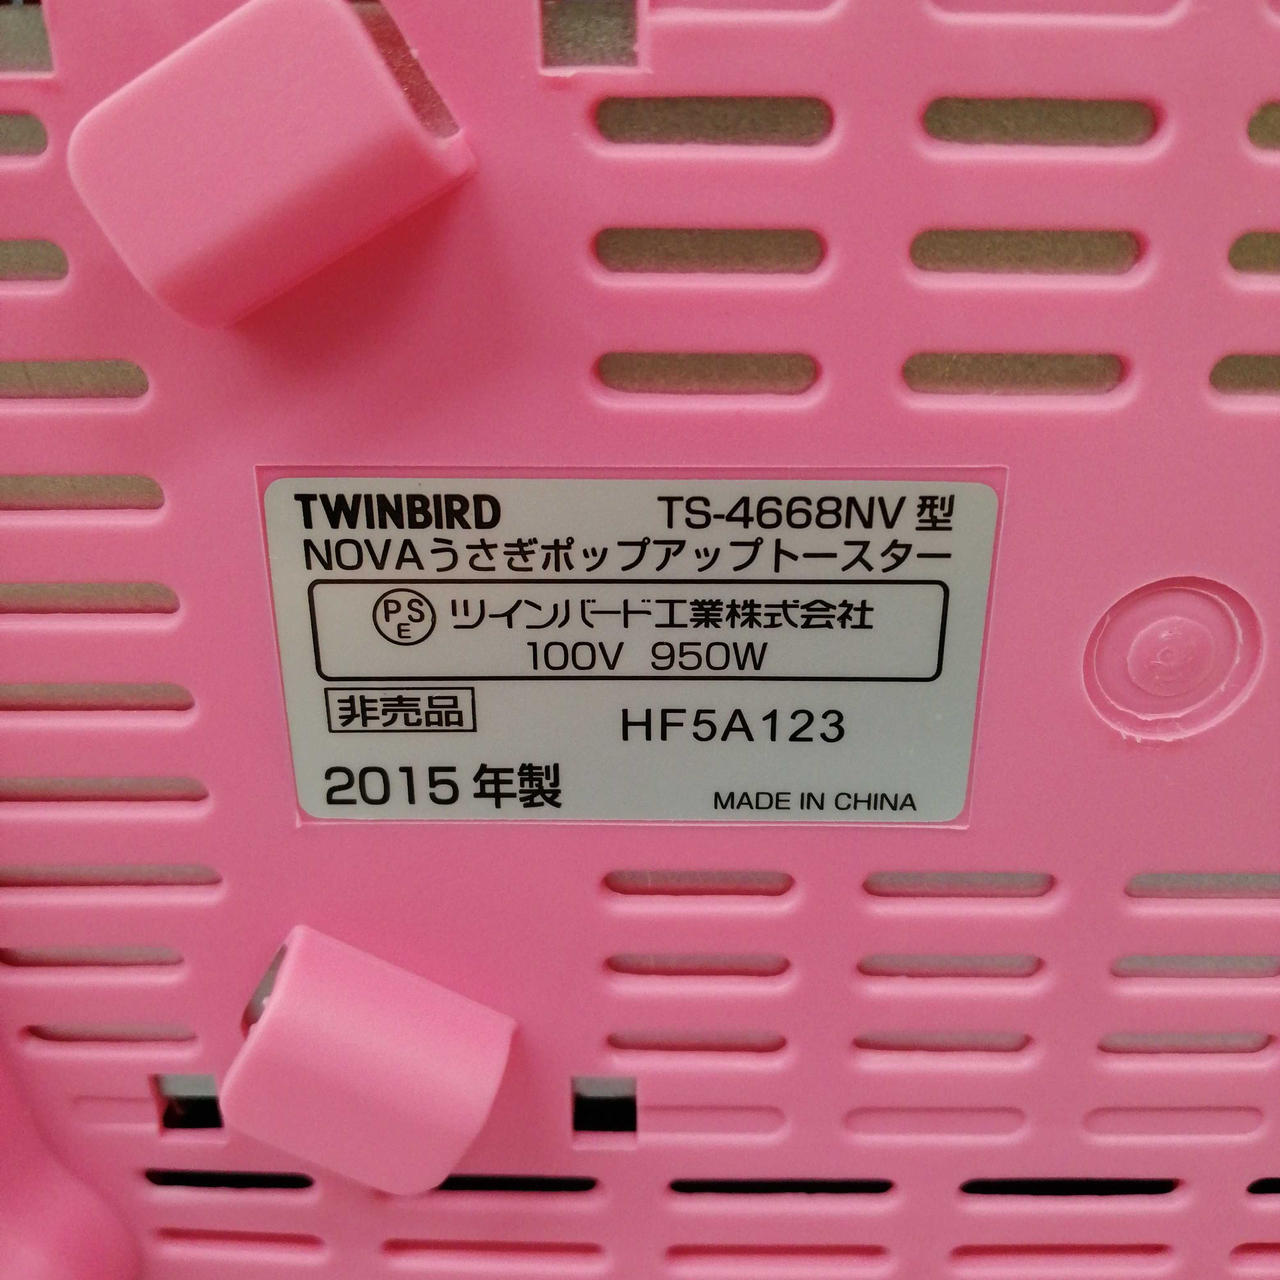 TWINBIRD TS-4668NV 型
NOVAうさぎポップアップトースター
PSE ツインバード工業株式会社
100V 950W
非売品 HF5A123
2015 年製 MADE IN CHINA